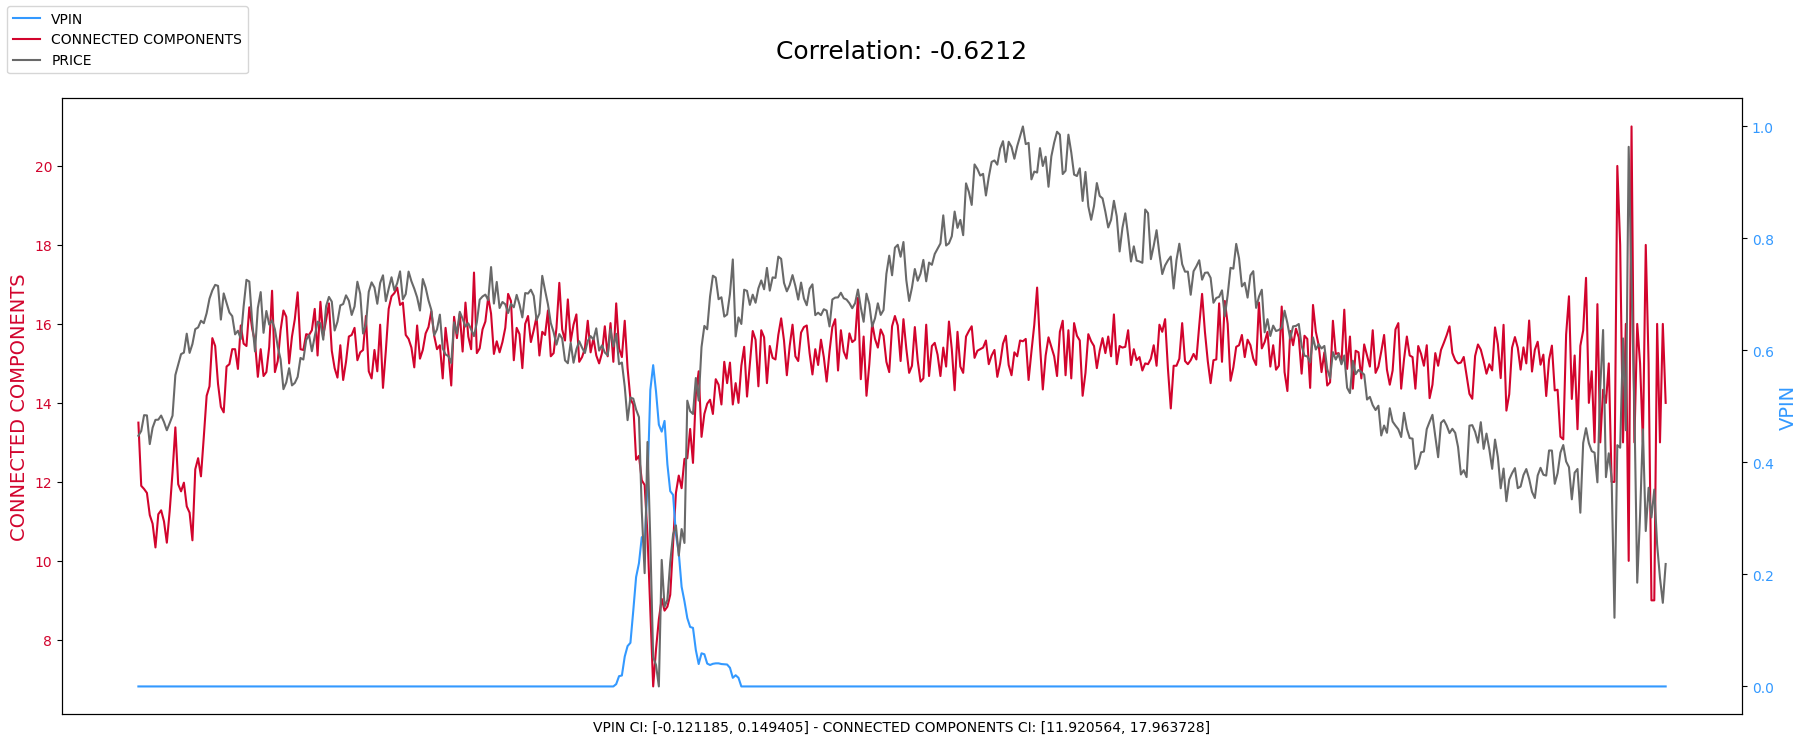 VPIN
CONNECTED COMPONENTS
PRICE
Correlation: -0.6212
CONNECTED COMPONENTS
20
18
16
14
12
10
8
1.0
0.8
0.6
0.4
0.2
0.0
VPIN
VPIN CI: [-0.121185, 0.149405] - CONNECTED COMPONENTS CI: [11.920564, 17.963728]